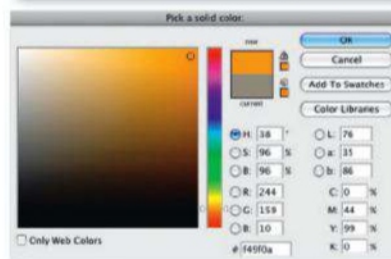 Pick a solid color:
new
OK
Cancel
Add To Swatches
current
Color Libraries
H: 38 °
L: 76
S: 96 %
a: 35
B: 96 %
b: 86
R: 244
C: 0 %
G: 159
M: 44 %
B: 10
Y: 99 %
Only Web Colors
# f49f0a
K: 0 %